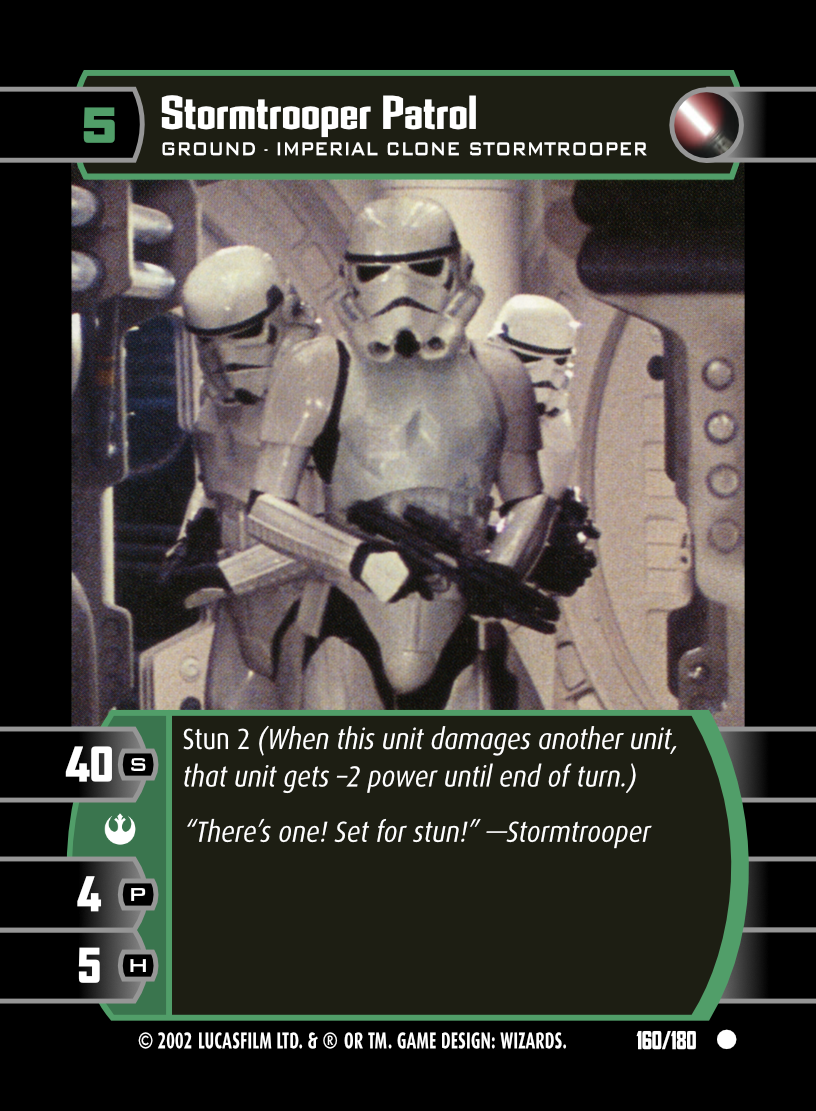 5
Stormtrooper Patrol
GROUND · IMPERIAL CLONE STORMTROOPER
40 S
Stun 2 (When this unit damages another unit,
that unit gets –2 power until end of turn.)
“There’s one! Set for stun!” —Stormtrooper
4 P
5 H
© 2002 LUCASFILM LTD. & ® OR TM. GAME DESIGN: WIZARDS.
160/180